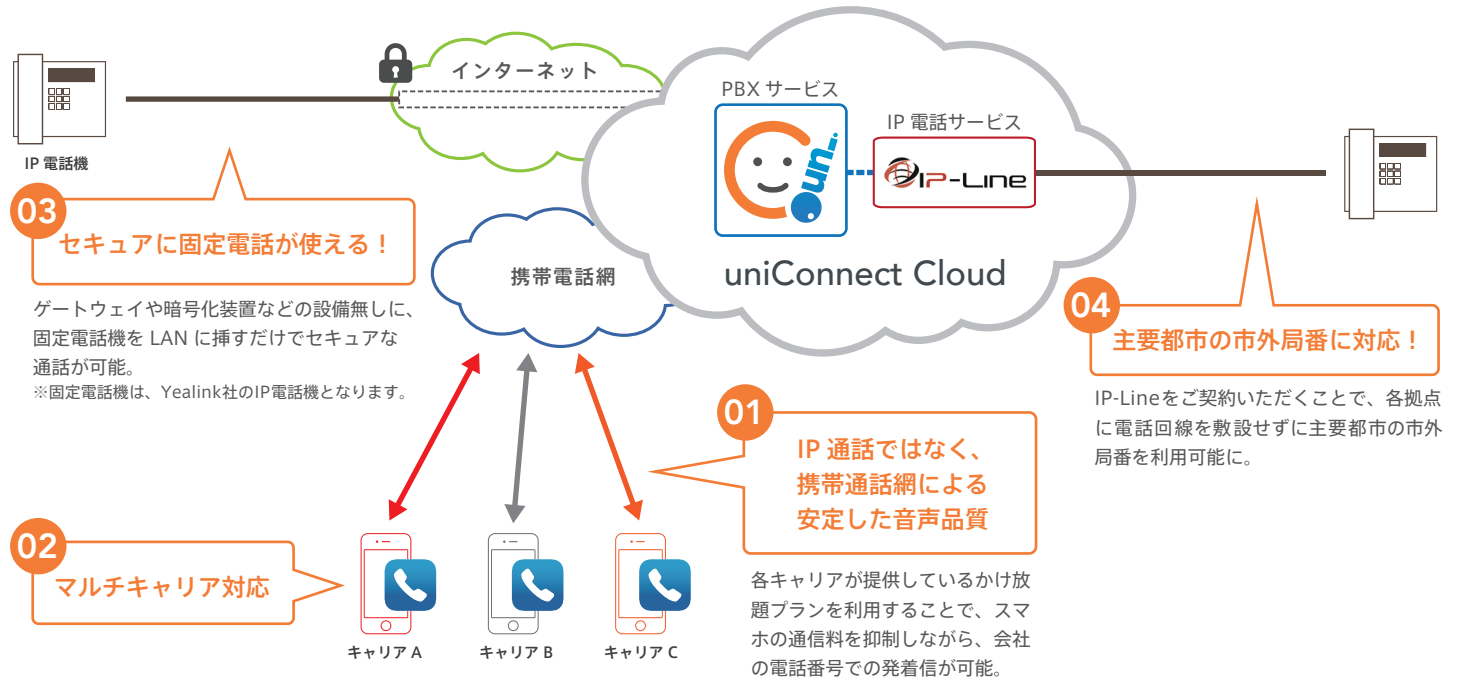 インターネット
PBX サービス
IP 電話サービス
uni
IP-Line
uniConnect Cloud
IP 電話機
03
セキュアに固定電話が使える！
ゲートウェイや暗号化装置などの設備無しに、
固定電話機を LAN に挿すだけでセキュアな
通話が可能。
※固定電話機は、Yealink社のIP電話機となります。
携帯電話網
04
主要都市の市外局番に対応！
IP-Lineをご契約いただくことで、各拠点
に電話回線を敷設せずに主要都市の市外
局番を利用可能に。
01
IP 通話ではなく、
携帯通話網による
安定した音声品質
各キャリアが提供しているかけ放
題プランを利用することで、スマ
ホの通信料を抑制しながら、会社
の電話番号での発着信が可能。
02
マルチキャリア対応
キャリア A
キャリア B
キャリア C